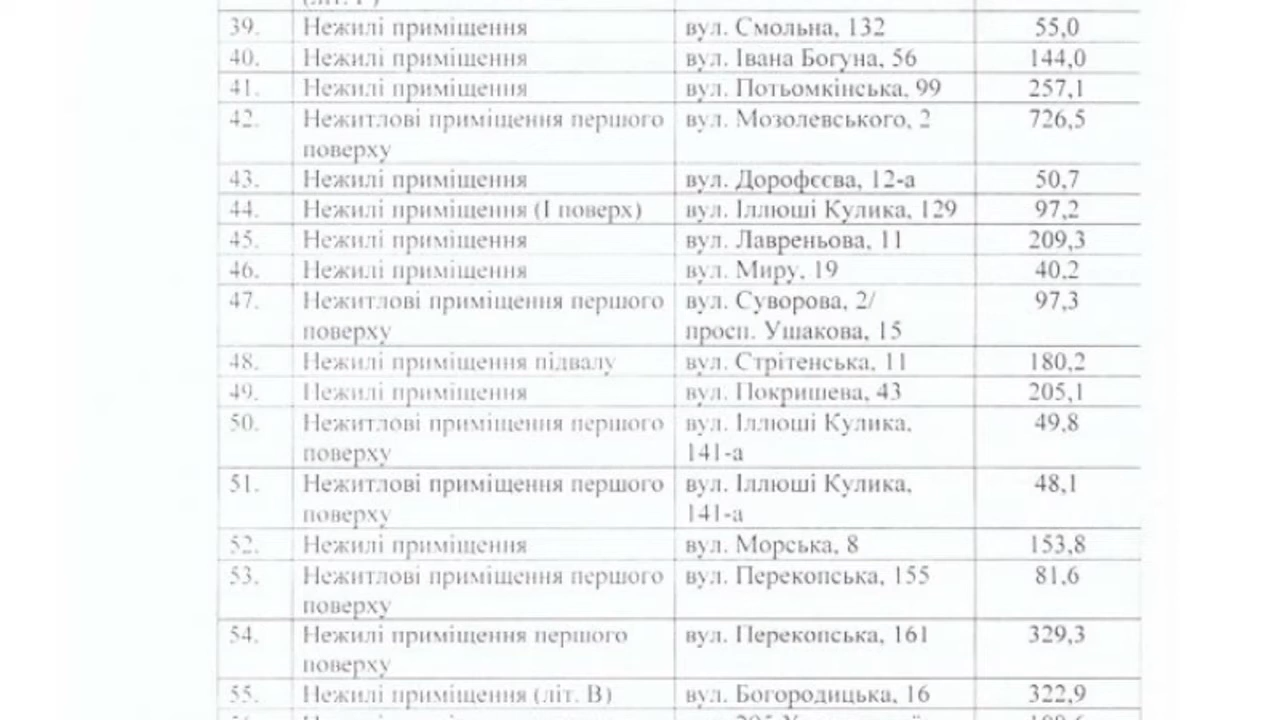 39. Нежилі приміщення вул. Смольна, 132 55,0
40. Нежилі приміщення вул. Івана Богуна, 56 144,0
41. Нежилі приміщення вул. Потьомкінська, 99 257,1
42. Нежитлові приміщення першого вул. Мозолевського, 2 726,5
поверху
43. Нежилі приміщення вул. Дорофєєва, 12-а 50,7
44. Нежилі приміщення (І поверх) вул. Іллюші Кулика, 129 97,2
45. Нежилі приміщення вул. Лавреньова, 11 209,3
46. Нежилі приміщення вул. Миру, 19 40,2
47. Нежитлові приміщення першого вул. Суворова, 2/ 97,3
поверху просп. Ушакова, 15
48. Нежилі приміщення підвалу вул. Стрітенська, 11 180,2
49. Нежилі приміщення вул. Покришева, 43 205,1
50. Нежитлові приміщення першого вул. Іллюші Кулика, 49,8
поверху 141-а
51. Нежитлові приміщення першого вул. Іллюші Кулика, 48,1
поверху 141-а
52. Нежилі приміщення вул. Морська, 8 153,8
53. Нежитлові приміщення першого вул. Перекопська, 155 81,6
поверху
54. Нежилі приміщення першого вул. Перекопська, 161 329,3
поверху
55. Нежилі приміщення (літ. В) вул. Богородицька, 16 322,9